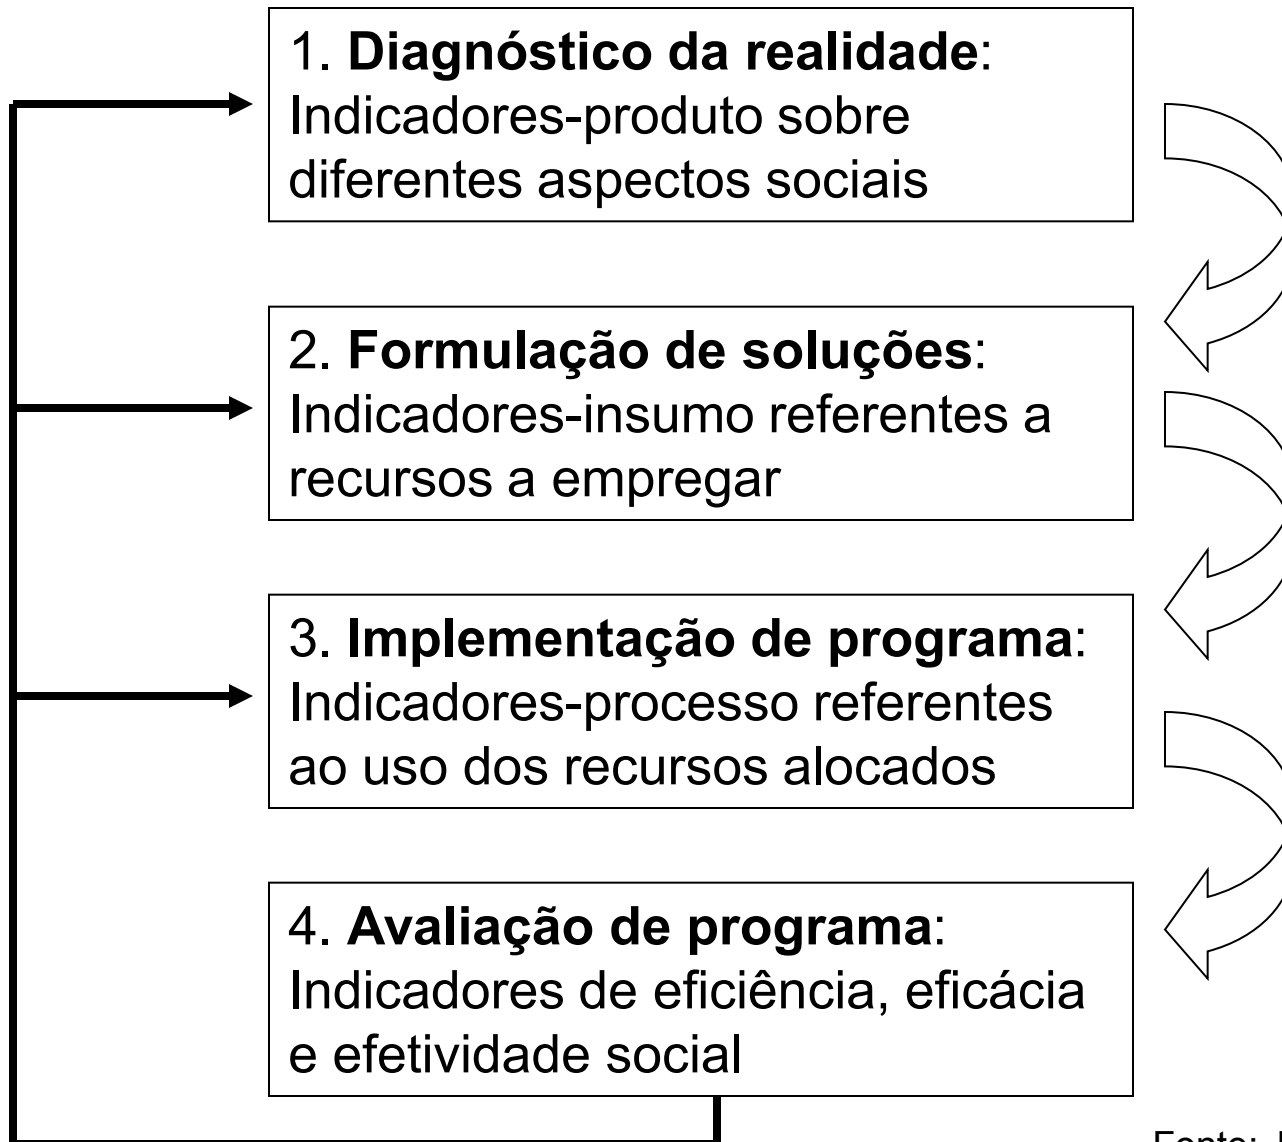 1. Diagnóstico da realidade:
Indicadores-produto sobre
diferentes aspectos sociais
2. Formulação de soluções:
Indicadores-insumo referentes a
recursos a empregar
3. Implementação de programa:
Indicadores-processo referentes
ao uso dos recursos alocados
4. Avaliação de programa:
Indicadores de eficiência, eficácia
e efetividade social
Fonte: